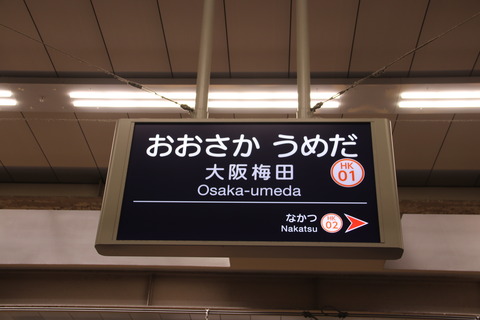 おおさか うめだ
大阪梅田
HK
01
Osaka-umeda
なかつ
Nakatsu
HK
02